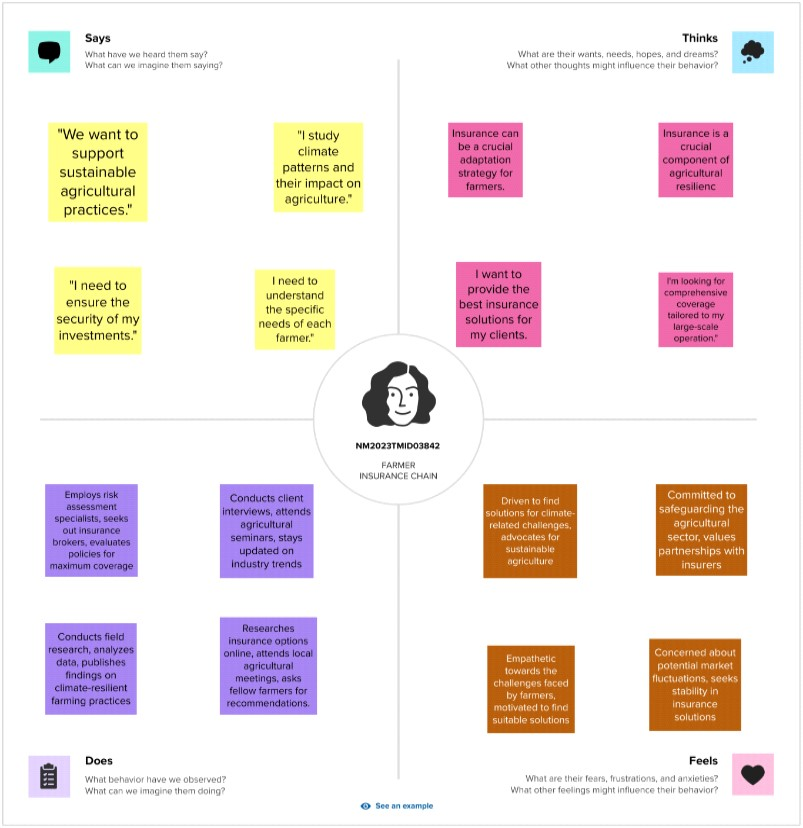 Says
What have we heard them say?
What can we imagine them saying?
Thinks
What are their wants, needs, hopes, and dreams?
What other thoughts might influence their behavior?
"We want to
support
sustainable
agricultural
practices."
"I study
climate
patterns and
their impact on
agriculture."
Insurance can
be a crucial
adaptation
strategy for
farmers.
Insurance is a
crucial
component of
agricultural
resilienc
"I need to
ensure the
security of my
investments."
I need to
understand
the specific
needs of each
farmer."
I want to
provide the
best insurance
solutions for
my clients.
I'm looking for
comprehensive
coverage
tailored to my
large-scale
operation."
NM2023TMID03842
FARMER
INSURANCE CHAIN
Employs risk
assessment
specialists, seeks
out insurance
brokers, evaluates
policies for
maximum coverage
Conducts client
interviews, attends
agricultural
seminars, stays
updated on
industry trends
Driven to find
solutions for climate-
related challenges,
advocates for
sustainable
agriculture
Committed to
safeguarding the
agricultural
sector, values
partnerships with
insurers
Conducts field
research, analyzes
data, publishes
findings on
climate-resilient
farming practices
Researches
insurance options
online, attends local
agricultural
meetings, asks
fellow farmers for
recommendations.
Empathetic
towards the
challenges faced
by farmers,
motivated to find
suitable solutions
Concerned about
potential market
fluctuations, seeks
stability in
insurance
solutions
Does
What behavior have we observed?
What can we imagine them doing?
Feels
What are their fears, frustrations, and anxieties?
What other feelings might influence their behavior?
See an example